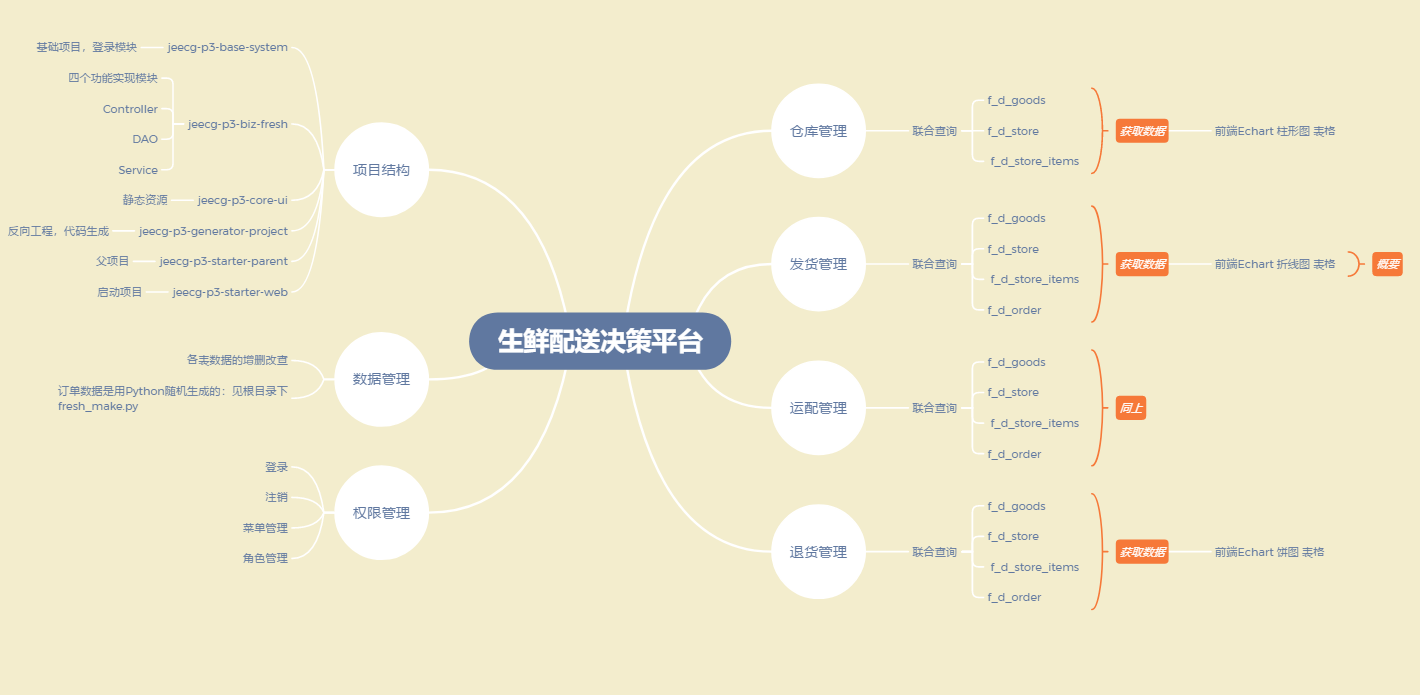 生鲜配送决策平台
项目结构
jeecg-p3-base-system
基础项目，登录模块
jeecg-p3-biz-fresh
四个功能实现模块
Controller
DAO
Service
jeecg-p3-core-ui
静态资源
jeecg-p3-generator-project
反向工程，代码生成
jeecg-p3-starter-parent
父项目
jeecg-p3-starter-web
启动项目
数据管理
各表数据的增删改查
订单数据是用Python随机生成的：见根目录下
fresh_make.py
权限管理
登录
注销
菜单管理
角色管理
仓库管理
联合查询
f_d_goods
f_d_store
f_d_store_items
获取数据
前端Echart 柱形图 表格
发货管理
联合查询
f_d_goods
f_d_store
f_d_store_items
f_d_order
获取数据
前端Echart 折线图 表格
概要
运配管理
联合查询
f_d_goods
f_d_store
f_d_store_items
f_d_order
同上
退货管理
联合查询
f_d_goods
f_d_store
f_d_store_items
f_d_order
获取数据
前端Echart 饼图 表格